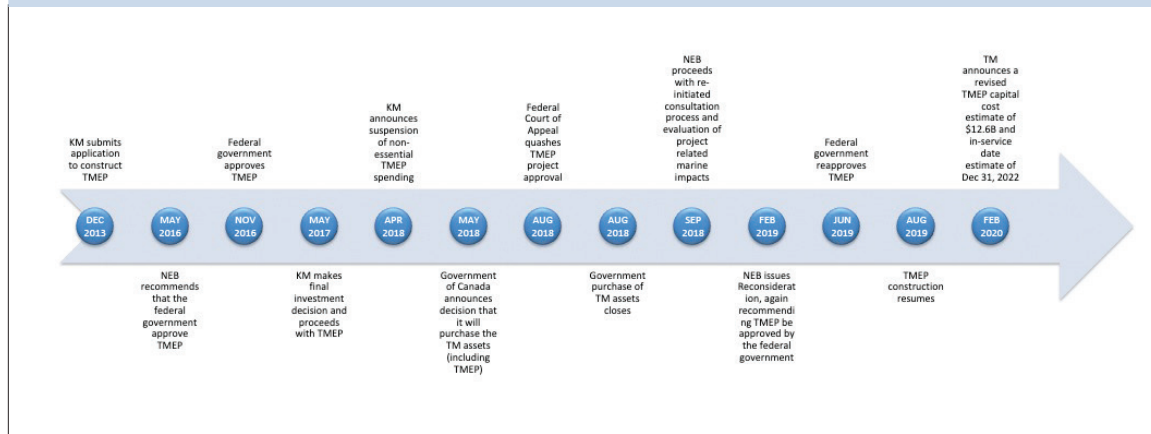 KM submits
application
to construct
TMEP
DEC
2013
MAY
2016
NEB
recommends
that the
federal
government
approve
TMEP
Federal
government
approves
TMEP
NOV
2016
MAY
2017
KM makes
final
investment
decision and
proceeds
with TMEP
KM
announces
suspension
of non-
essential
TMEP
spending
APR
2018
MAY
2018
Government
of Canada
announces
decision that
it will
purchase the
TM assets
(including
TMEP)
Federal
Court of
Appeal
quashes
TMEP
project
approval
AUG
2018
AUG
2018
Government
purchase of
TM assets
closes
NEB
proceeds
with re-
initiated
consultation
process and
evaluation of
project
related
marine
impacts
SEP
2018
FEB
2019
NEB issues
Reconsiderat
ion, again
recommendi
ng TMEP be
approved by
the federal
government
Federal
government
reapproves
TMEP
JUN
2019
AUG
2019
TMEP
construction
resumes
TM
announces a
revised
TMEP capital
cost
estimate of
$12.6B and
in-service
date
estimate of
Dec 31, 2022
FEB
2020